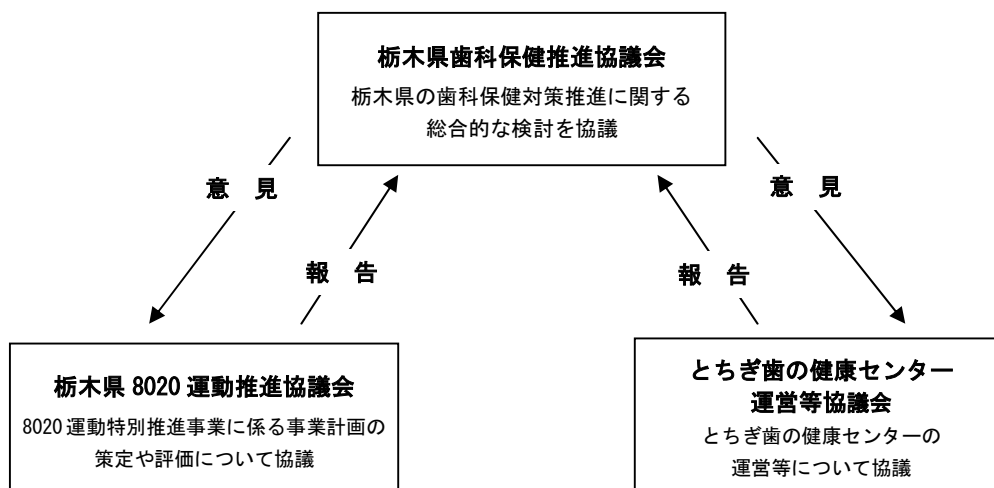 栃木県歯科保健推進協議会
栃木県の歯科保健対策推進に関する
総合的な検討を協議
意 見
意 見
報 告
報 告
栃木県 8020 運動推進協議会
8020 運動特別推進事業に係る事業計画の
策定や評価について協議
とちぎ歯の健康センター
運営等協議会
とちぎ歯の健康センターの
運営等について協議